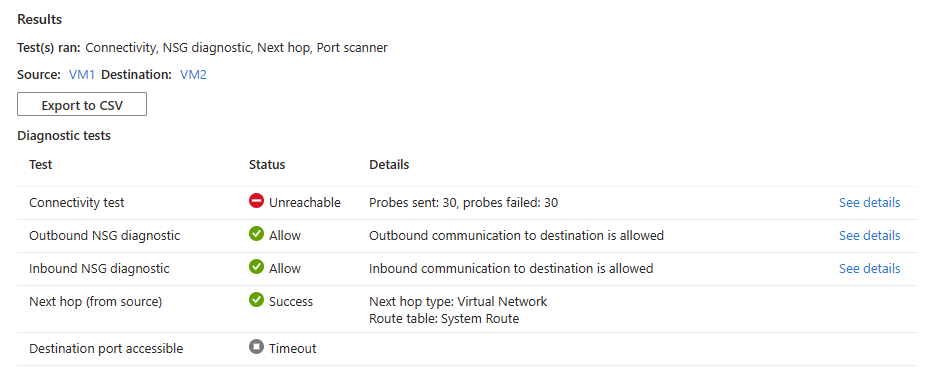 Results
Test(s) ran: Connectivity, NSG diagnostic, Next hop, Port scanner
Source: VM1 Destination: VM2
Export to CSV
Diagnostic tests
Test Status Details
Connectivity test Unreachable Probes sent: 30, probes failed: 30 See details
Outbound NSG diagnostic Allow Outbound communication to destination is allowed See details
Inbound NSG diagnostic Allow Inbound communication to destination is allowed See details
Next hop (from source) Success Next hop type: Virtual Network
Route table: System Route
Destination port accessible Timeout